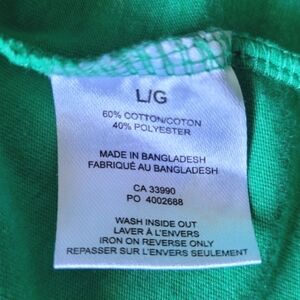 L/G
60% COTTON/COTON
40% POLYESTER
MADE IN BANGLADESH
FABRIQUÉ AU BANGLADESH
CA 33990
PO 4002688
WASH INSIDE OUT
LAVER À L'ENVERS
IRON ON REVERSE ONLY
REPASSER SUR L'ENVERS SEULEMENT